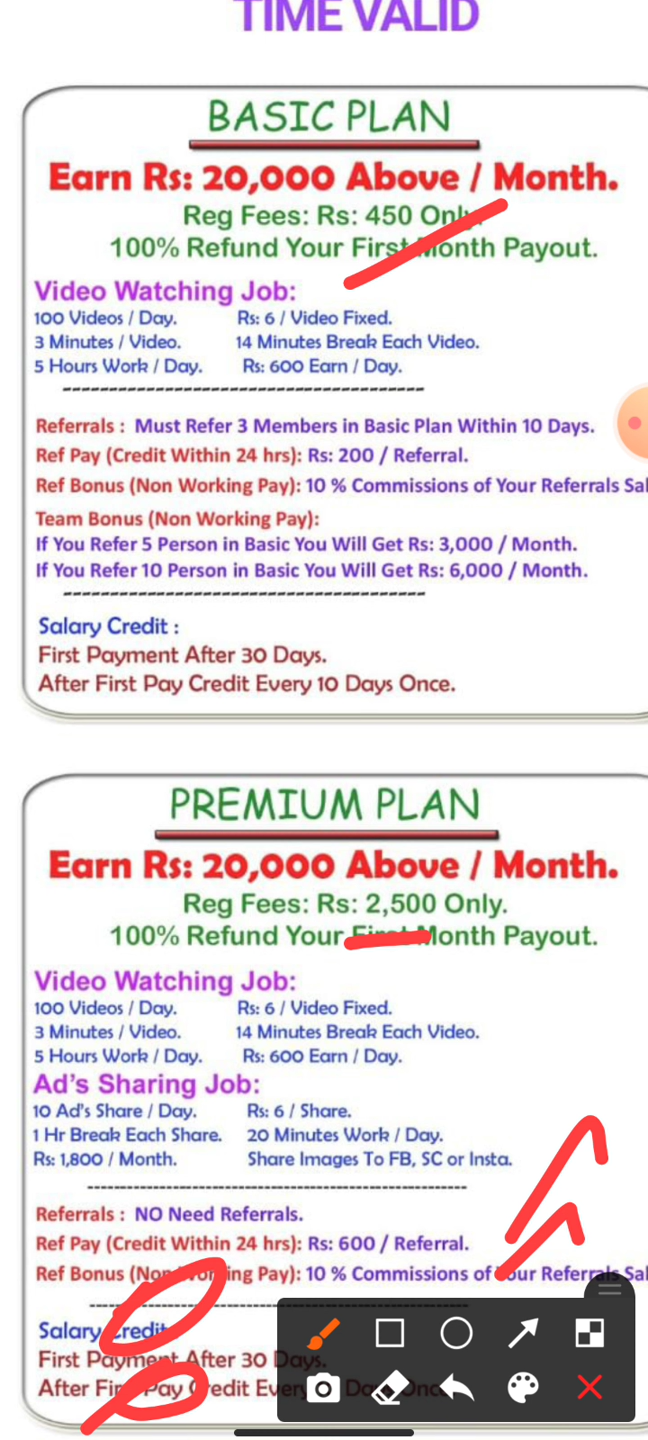 TIME VALID
BASIC PLAN
Earn Rs: 20,000 Above / Month.
Reg Fees: Rs: 450 Only.
100% Refund Your First Month Payout.
Video Watching Job:
100 Videos / Day. Rs: 6 / Video Fixed.
3 Minutes / Video. 14 Minutes Break Each Video.
5 Hours Work / Day. Rs: 600 Earn / Day.
Referrals : Must Refer 3 Members in Basic Plan Within 10 Days.
Ref Pay (Credit Within 24 hrs): Rs: 200 / Referral.
Ref Bonus (Non Working Pay): 10 % Commissions of Your Referrals Sal
Team Bonus (Non Working Pay):
If You Refer 5 Person in Basic You Will Get Rs: 3,000 / Month.
If You Refer 10 Person in Basic You Will Get Rs: 6,000 / Month.
Salary Credit :
First Payment After 30 Days.
After First Pay Credit Every 10 Days Once.
PREMIUM PLAN
Earn Rs: 20,000 Above / Month.
Reg Fees: Rs: 2,500 Only.
100% Refund Your First Month Payout.
Video Watching Job:
100 Videos / Day. Rs: 6 / Video Fixed.
3 Minutes / Video. 14 Minutes Break Each Video.
5 Hours Work / Day. Rs: 600 Earn / Day.
Ad's Sharing Job:
10 Ad's Share / Day. Rs: 6 / Share.
1 Hr Break Each Share. 20 Minutes Work / Day.
Rs: 1,800 / Month. Share Images To FB, SC or Insta.
Referrals : NO Need Referrals.
Ref Pay (Credit Within 24 hrs): Rs: 600 / Referral.
Ref Bonus (Non Working Pay): 10 % Commissions of Your Referrals Sal
Salary Credit
First Payment After 30 Days.
After First Pay Credit Every Days Once